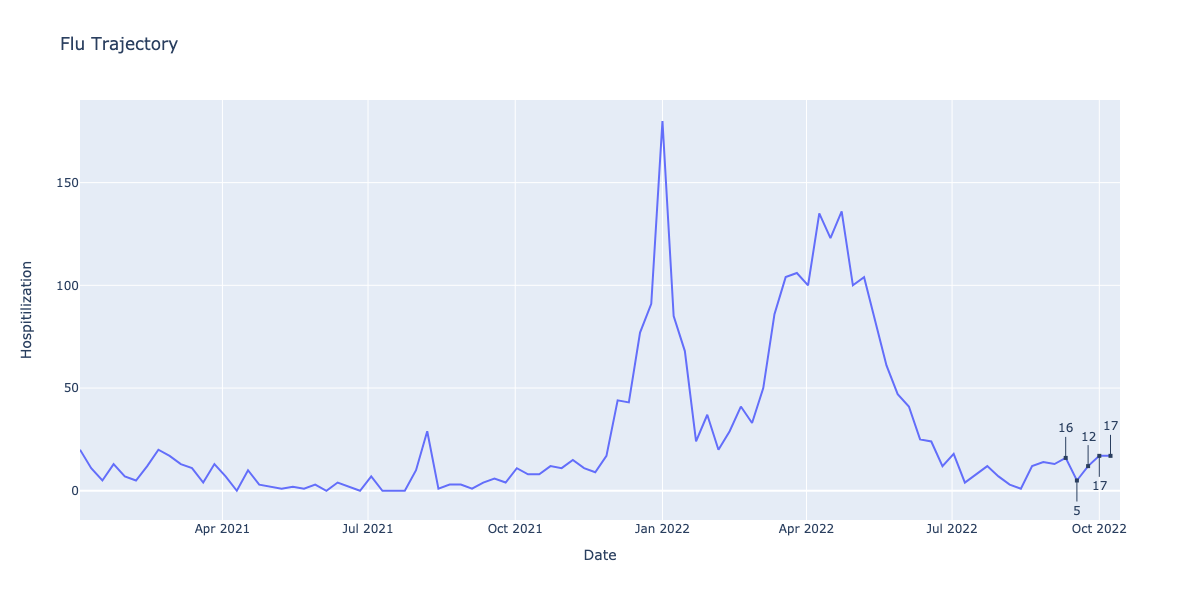 Flu Trajectory
Hospitilization
150
100
50
0
16
5
12
17
17
Apr 2021
Jul 2021
Oct 2021
Jan 2022
Apr 2022
Jul 2022
Oct 2022
Date